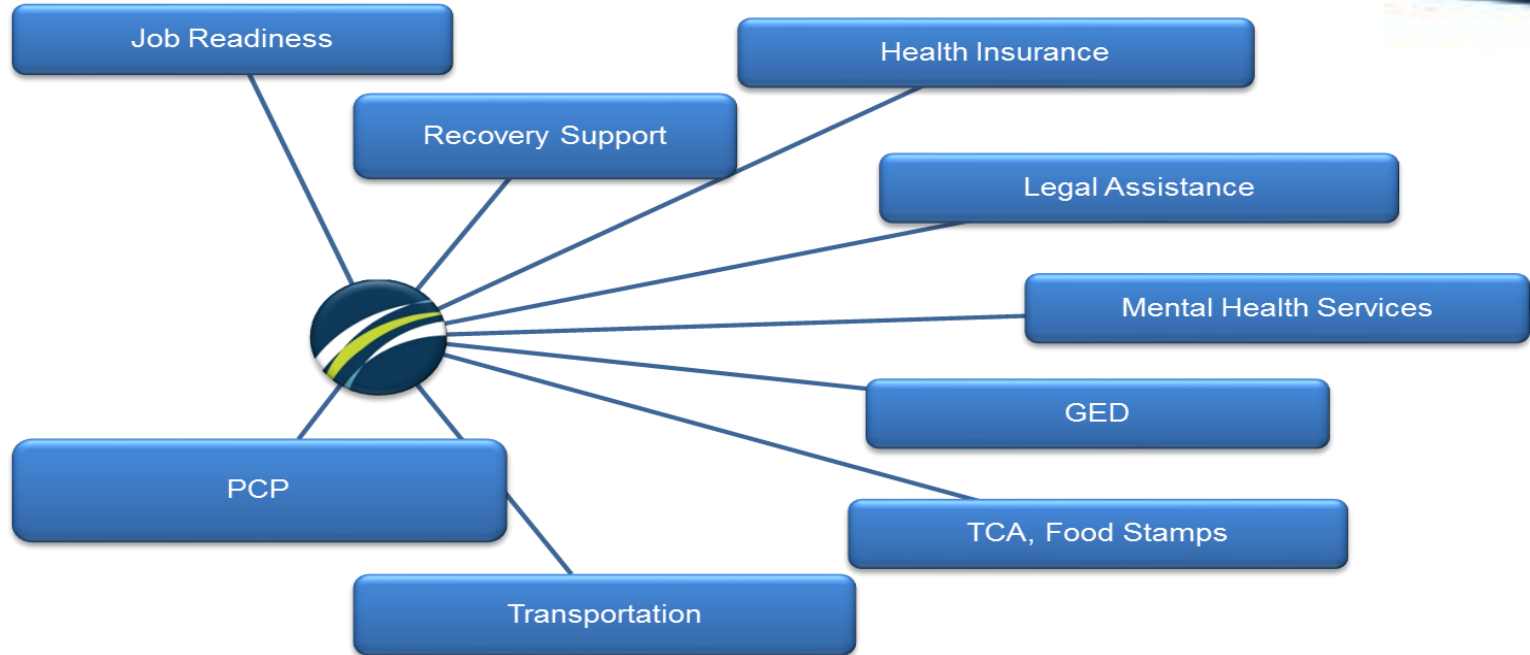 Job Readiness
Health Insurance
Recovery Support
Legal Assistance
Mental Health Services
GED
PCP
TCA, Food Stamps
Transportation